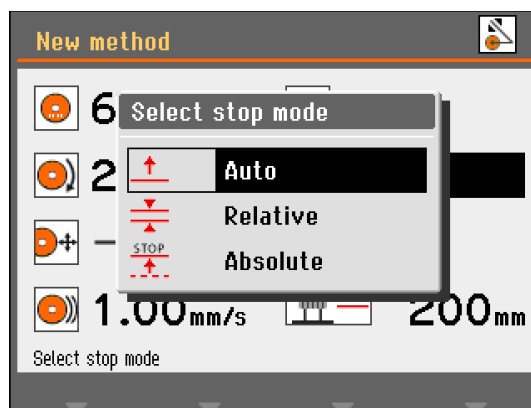 New method
6
Select stop mode
2
Auto
Relative
STOP
Absolute
1.00mm/s
200mm
Select stop mode